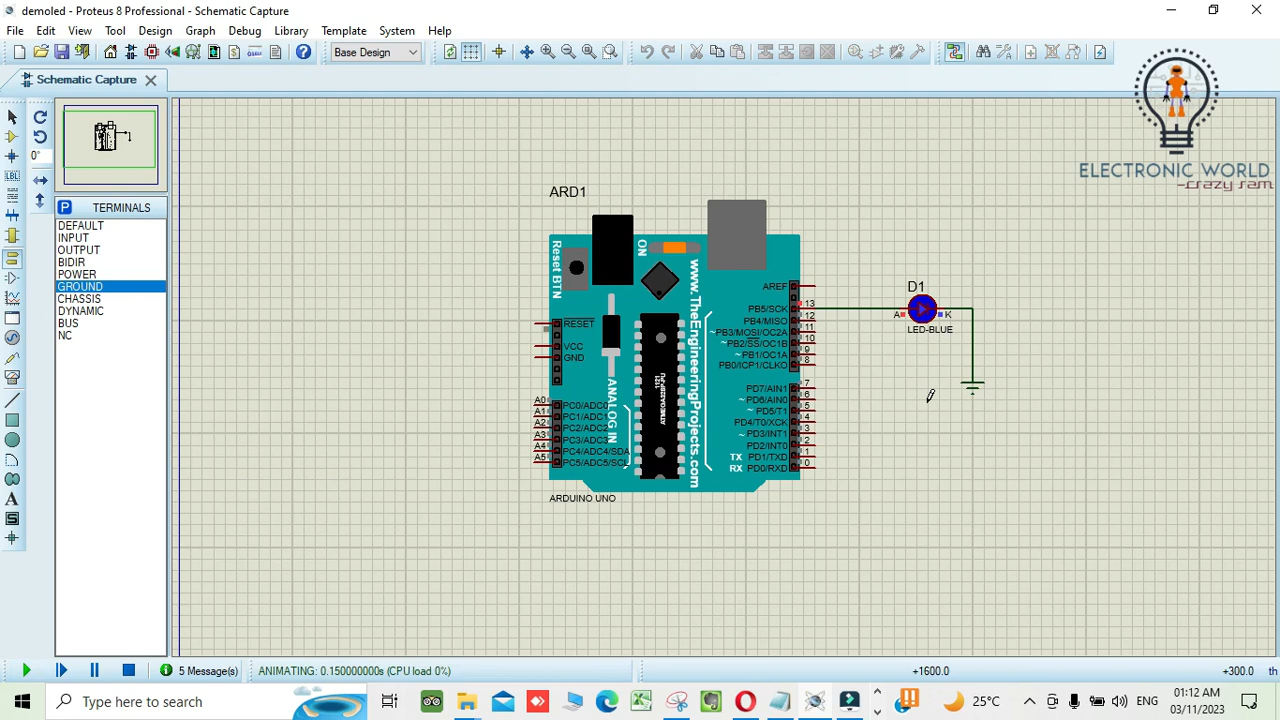 demoled - Proteus 8 Professional - Schematic Capture
File Edit View Tool Design Graph Debug Library Template System Help
Base Design
Schematic Capture
ELECTRONIC WORLD
-crazy ram
0°
LBL
P TERMINALS
DEFAULT
INPUT
OUTPUT
BIDIR
POWER
GROUND
CHASSIS
DYNAMIC
BUS
NC
ARD1
Reset BTN
ON
www.TheEngineeringProjects.com
ANALOG IN
RESET
VCC
GND
A0 PC0/ADC0
A1 PC1/ADC1
A2 PC2/ADC2
A3 PC3/ADC3
A4 PC4/ADC4/SDA
A5 PC5/ADC5/SCL
AREF
PB5/SCK 13
PB4/MISO 12
~PB3/MOSI/OC2A 11
~PB2/SS/OC1B 10
~PB1/OC1A 9
PB0/ICP1/CLKO 8
PD7/AIN1 7
~PD6/AIN0 6
~PD5/T1 5
PD4/T0/XCK 4
~PD3/INT1 3
PD2/INT0 2
TX PD1/TXD 1
RX PD0/RXD 0
ARDUINO UNO
D1
A K
LED-BLUE
5 Message(s) ANIMATING: 0.150000000s (CPU load 0%) +1600.0 +300.0 th
Type here to search
25°C ENG
01:12 AM
03/11/2023